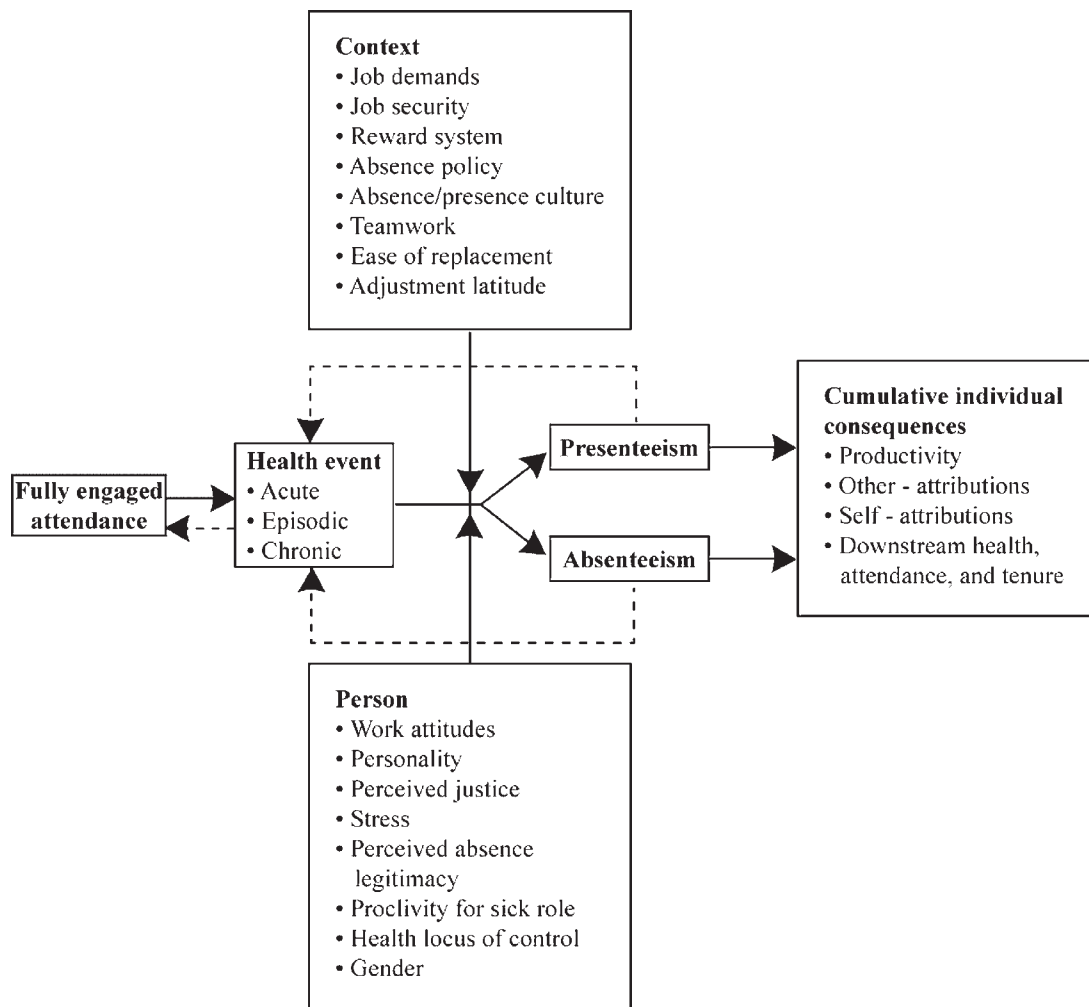 Context
• Job demands
• Job security
• Reward system
• Absence policy
• Absence/presence culture
• Teamwork
• Ease of replacement
• Adjustment latitude
Fully engaged
attendance
Health event
• Acute
• Episodic
• Chronic
Presenteeism
Absenteeism
Cumulative individual
consequences
• Productivity
• Other - attributions
• Self - attributions
• Downstream health,
attendance, and tenure
Person
• Work attitudes
• Personality
• Perceived justice
• Stress
• Perceived absence
legitimacy
• Proclivity for sick role
• Health locus of control
• Gender